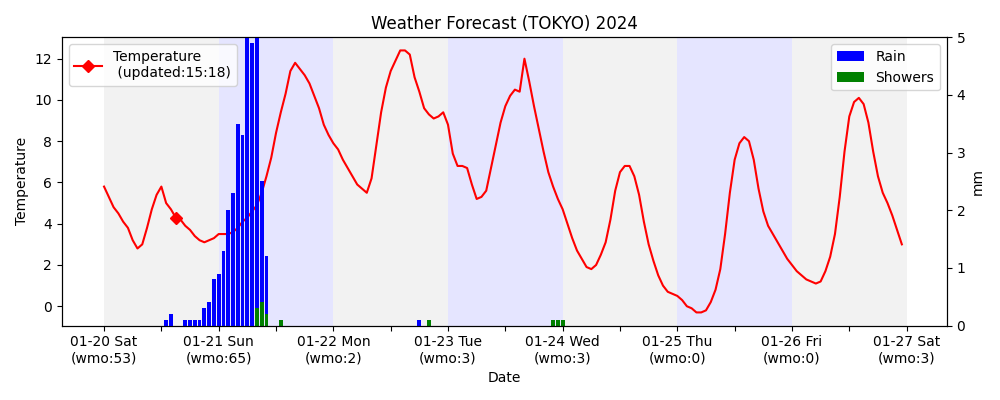 Weather Forecast (TOKYO) 2024
Temperature
(updated:15:18)
Rain
Showers
12
10
8
6
4
2
0
Temperature
5
4
3
2
1
0
mm
01-20 Sat
(wmo:53)
01-21 Sun
(wmo:65)
01-22 Mon
(wmo:2)
01-23 Tue
(wmo:3)
01-24 Wed
(wmo:3)
01-25 Thu
(wmo:0)
01-26 Fri
(wmo:0)
01-27 Sat
(wmo:3)
Date